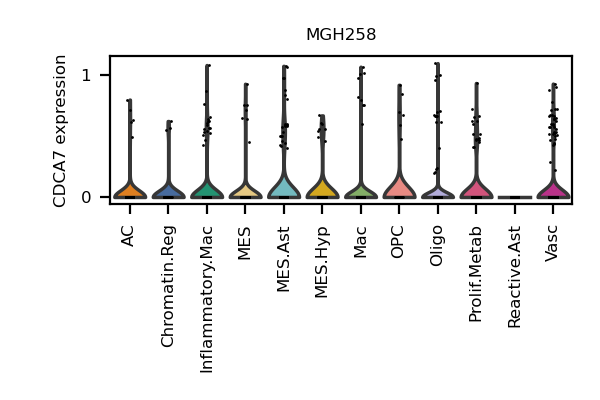 MGH258
CDCA7 expression
1
0
AC
Chromatin.Reg
Inflammatory.Mac
MES
MES.Ast
MES.Hyp
Mac
OPC
Oligo
Prolif.Metab
Reactive.Ast
Vasc